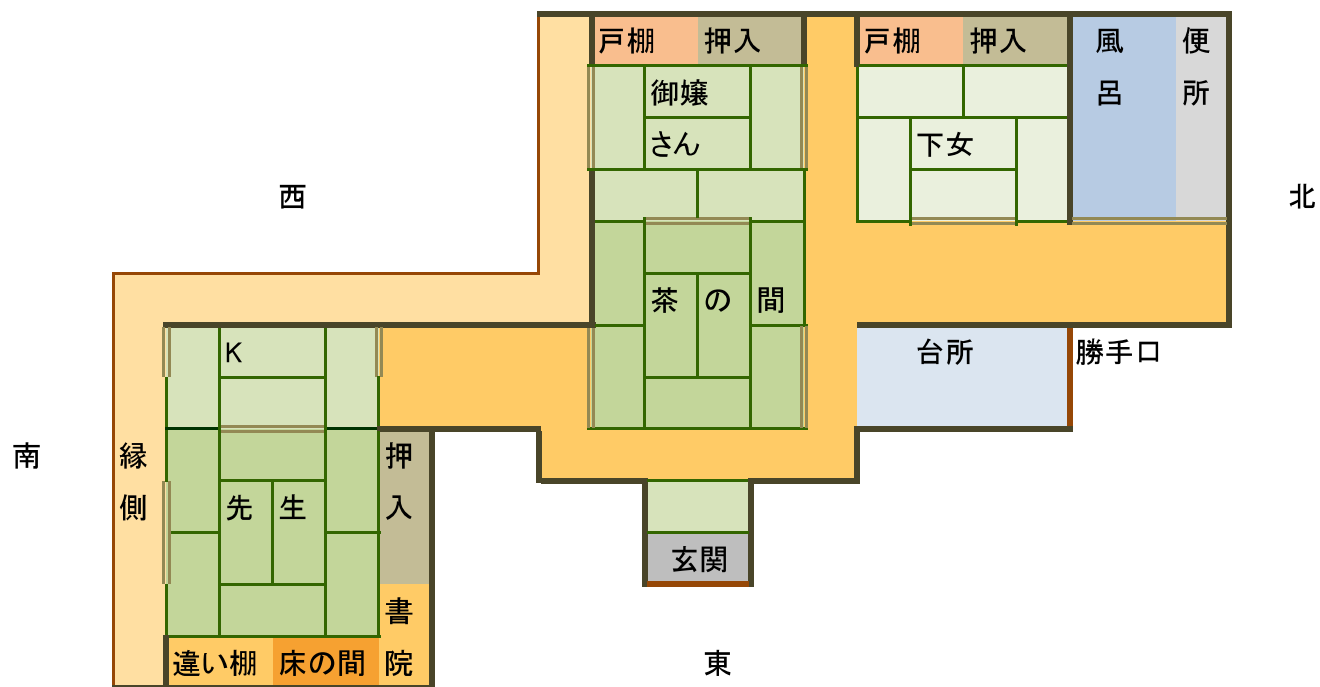 戸棚
押入
戸棚
押入
風呂
便所
御嬢
さん
下女
西
北
茶の間
K
台所
勝手口
南
縁側
押入
先生
玄関
書院
違い棚
床の間
東